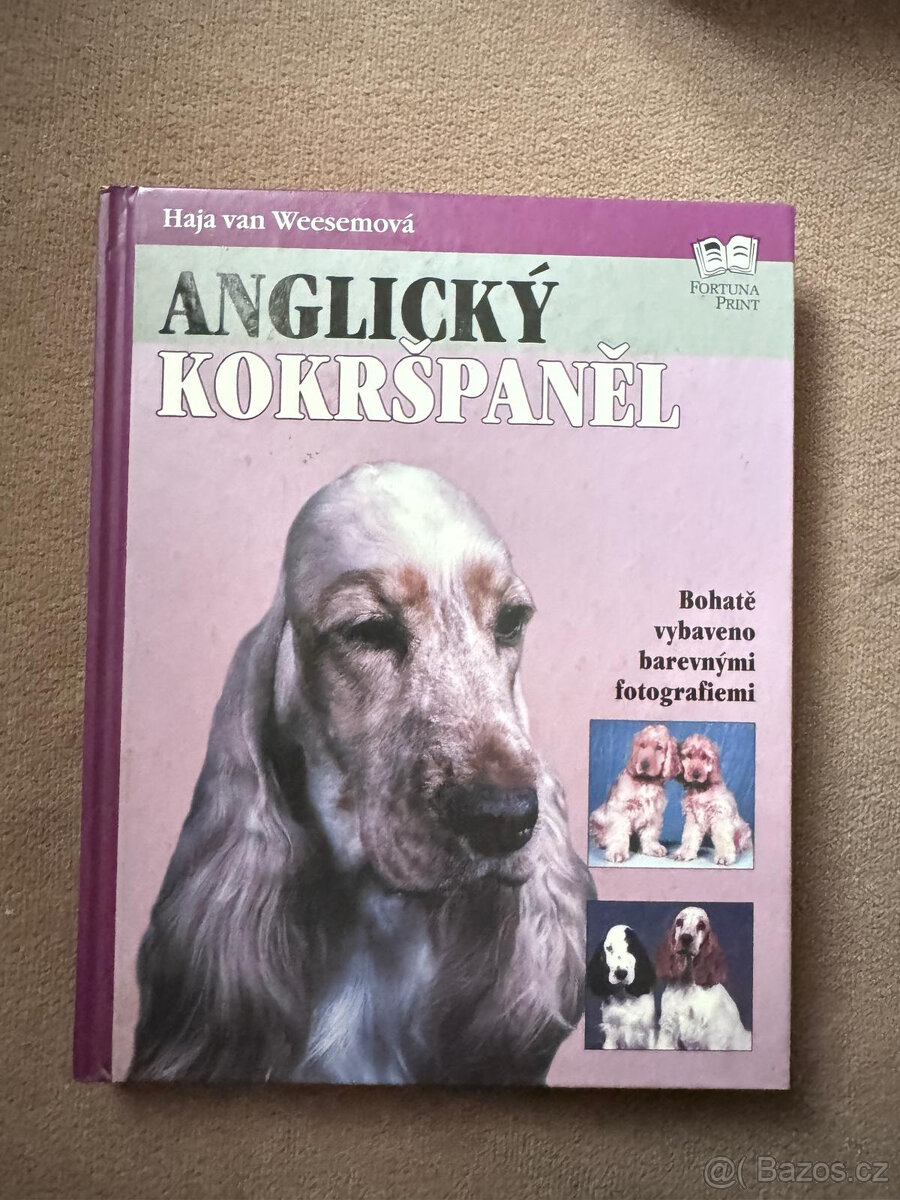 Haja van Weesemová
FORTUNA
PRINT
ANGLICKÝ
KOKRŠPANĚL
Bohatě
vybaveno
barevnými
fotografiemi
@( Bazos.cz